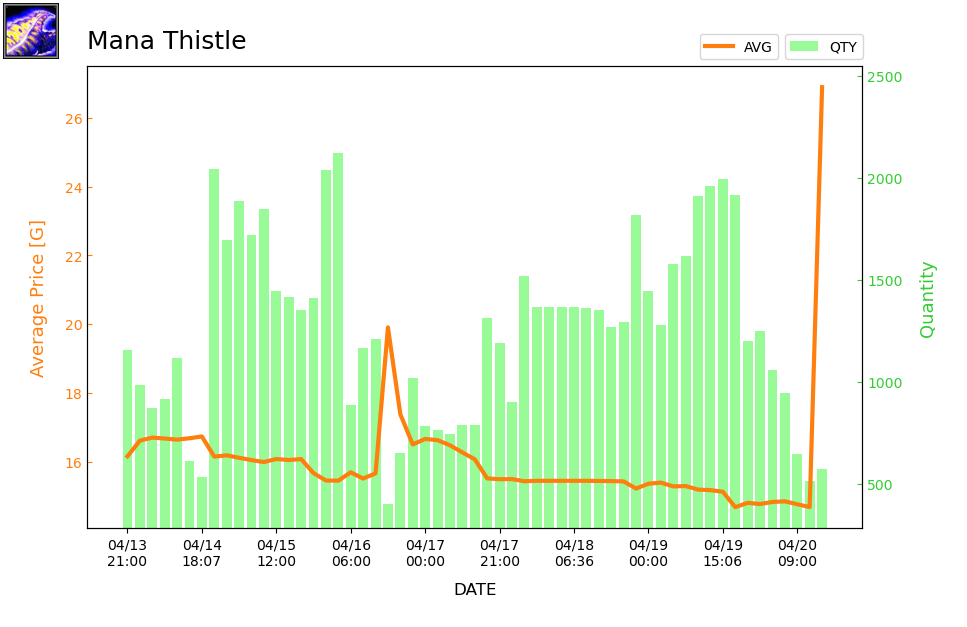 Mana Thistle
AVG
QTY
26
24
22
20
18
16
Average Price [G]
2500
2000
1500
1000
500
Quantity
04/13 04/14 04/15 04/16 04/17 04/17 04/18 04/19 04/19 04/20
21:00 18:07 12:00 06:00 00:00 21:00 06:36 00:00 15:06 09:00
DATE